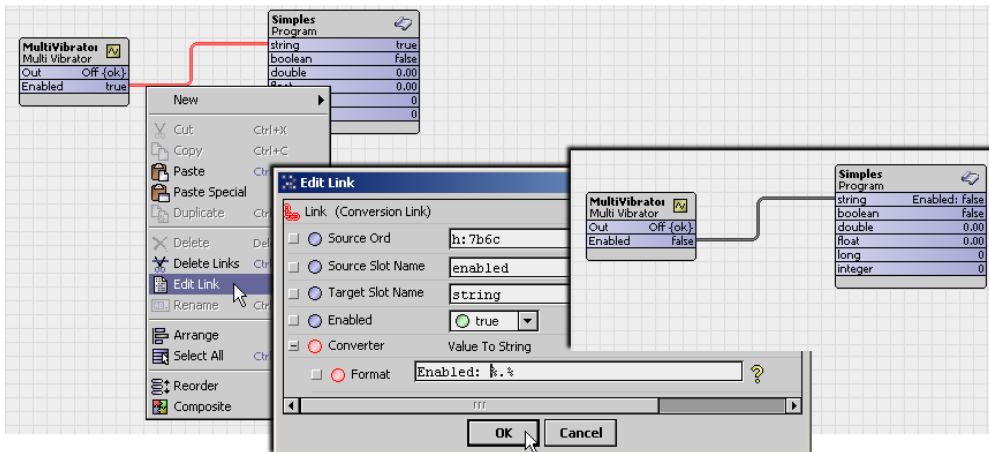 Simples
Program
string true
boolean false
double 0.00
0.00
0
0
MultiVibrator
Multi Vibrator
Out Off {ok}
Enabled true
New
Cut Ctrl+X
Copy Ctrl+C
Paste
Paste Special
Duplicate
Delete
Delete Links
Edit Link
Rename
Arrange
Select All
Reorder
Composite
Edit Link
Link (Conversion Link)
Source Ord h:7b6c
Source Slot Name enabled
Target Slot Name string
Enabled true
Converter Value To String
Format Enabled: %.%
OK Cancel
MultiVibrator
Multi Vibrator
Out Off {ok}
Enabled false
Simples
Program
string Enabled: false
boolean false
double 0.00
float 0.00
long 0
integer 0